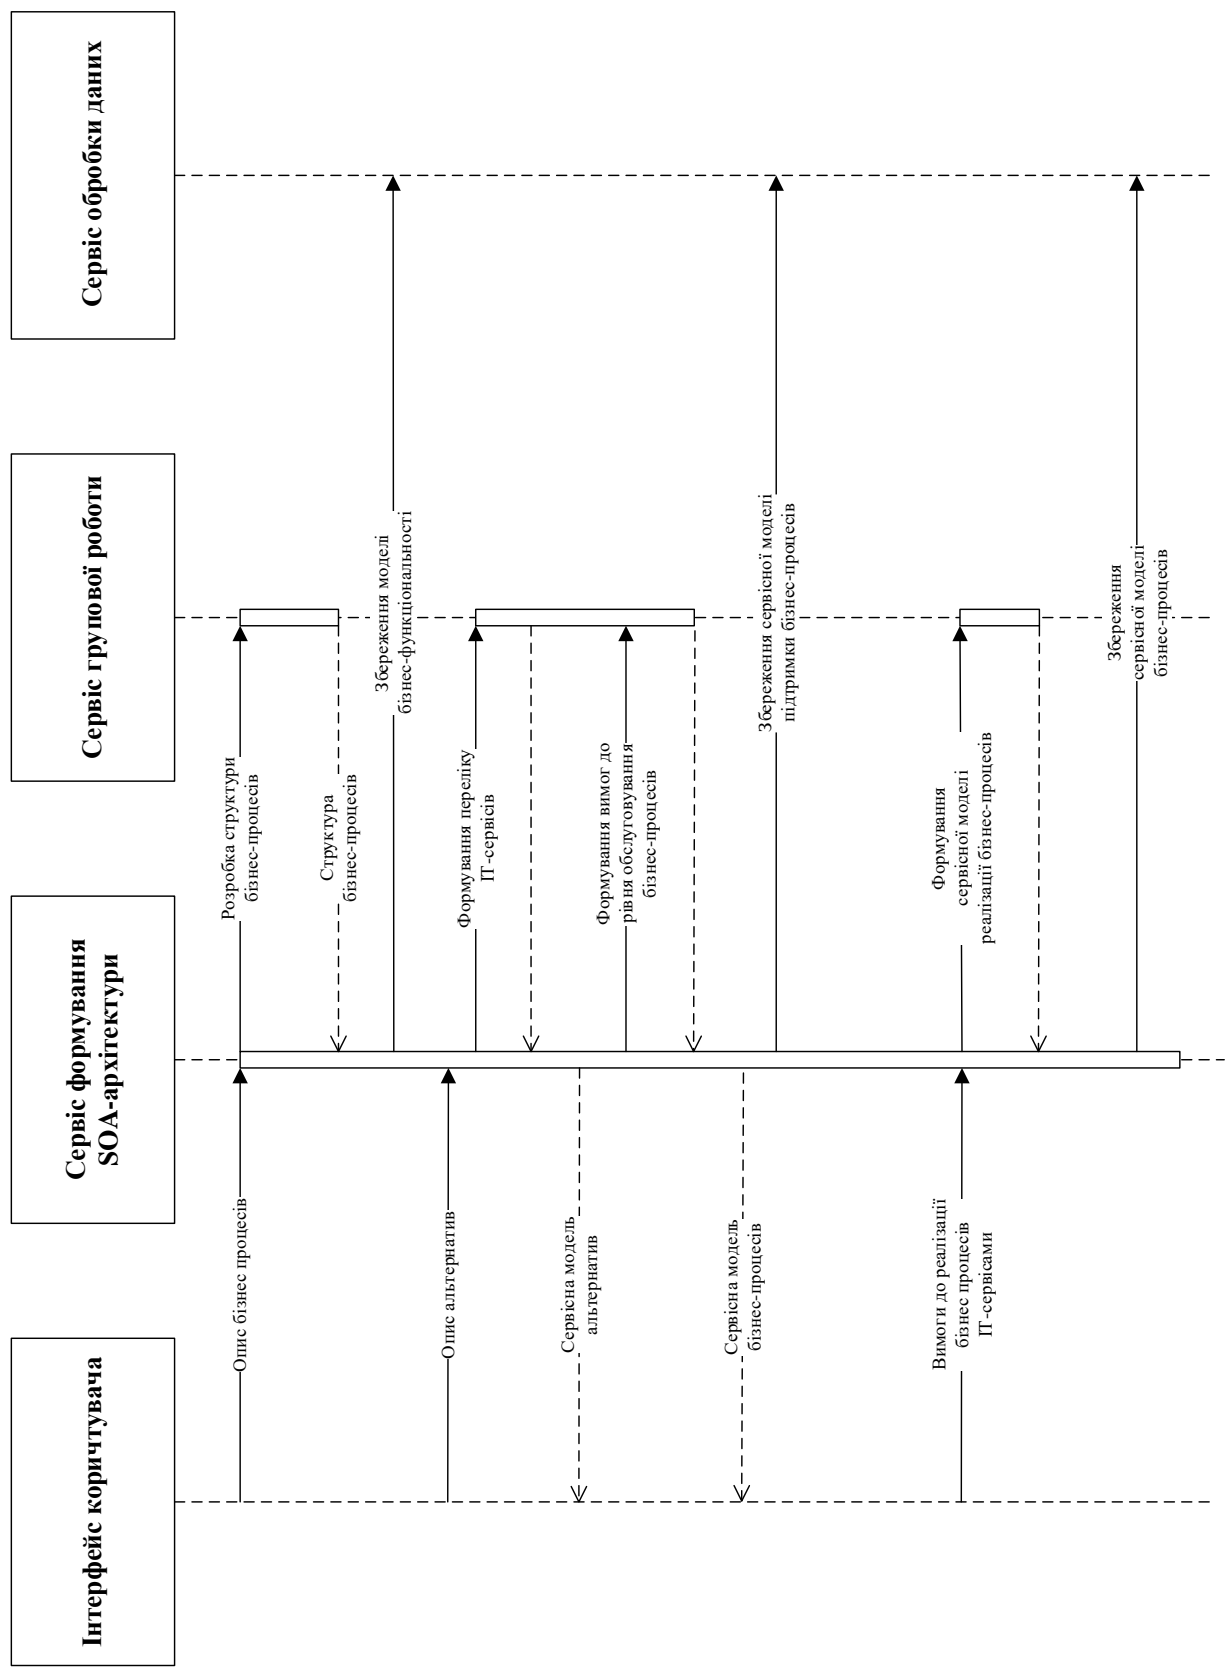 Інтерфейс коричтувача
Сервіс формування
SOA-архітектури
Сервіс групової роботи
Сервіс обробки даних
Опис бізнес процесів
Розробка структури
бізнес-процесів
Структура
бізнес-процесів
Збереження моделі
бізнес-функціональності
Опис альтернатив
Формування переліку
ІТ-сервісів
Сервісна модель
альтернатив
Формування вимог до
рівня обслуговування
бізнес-процесів
Сервісна модель
бізнес-процесів
Збереження сервісної моделі
підтримки бізнес-процесів
Вимоги до реалізації
бізнес процесів
ІТ-сервісами
Формування
сервісної моделі
реалізації бізнес-процесів
Збереження
сервісної моделі
бізнес-процесів